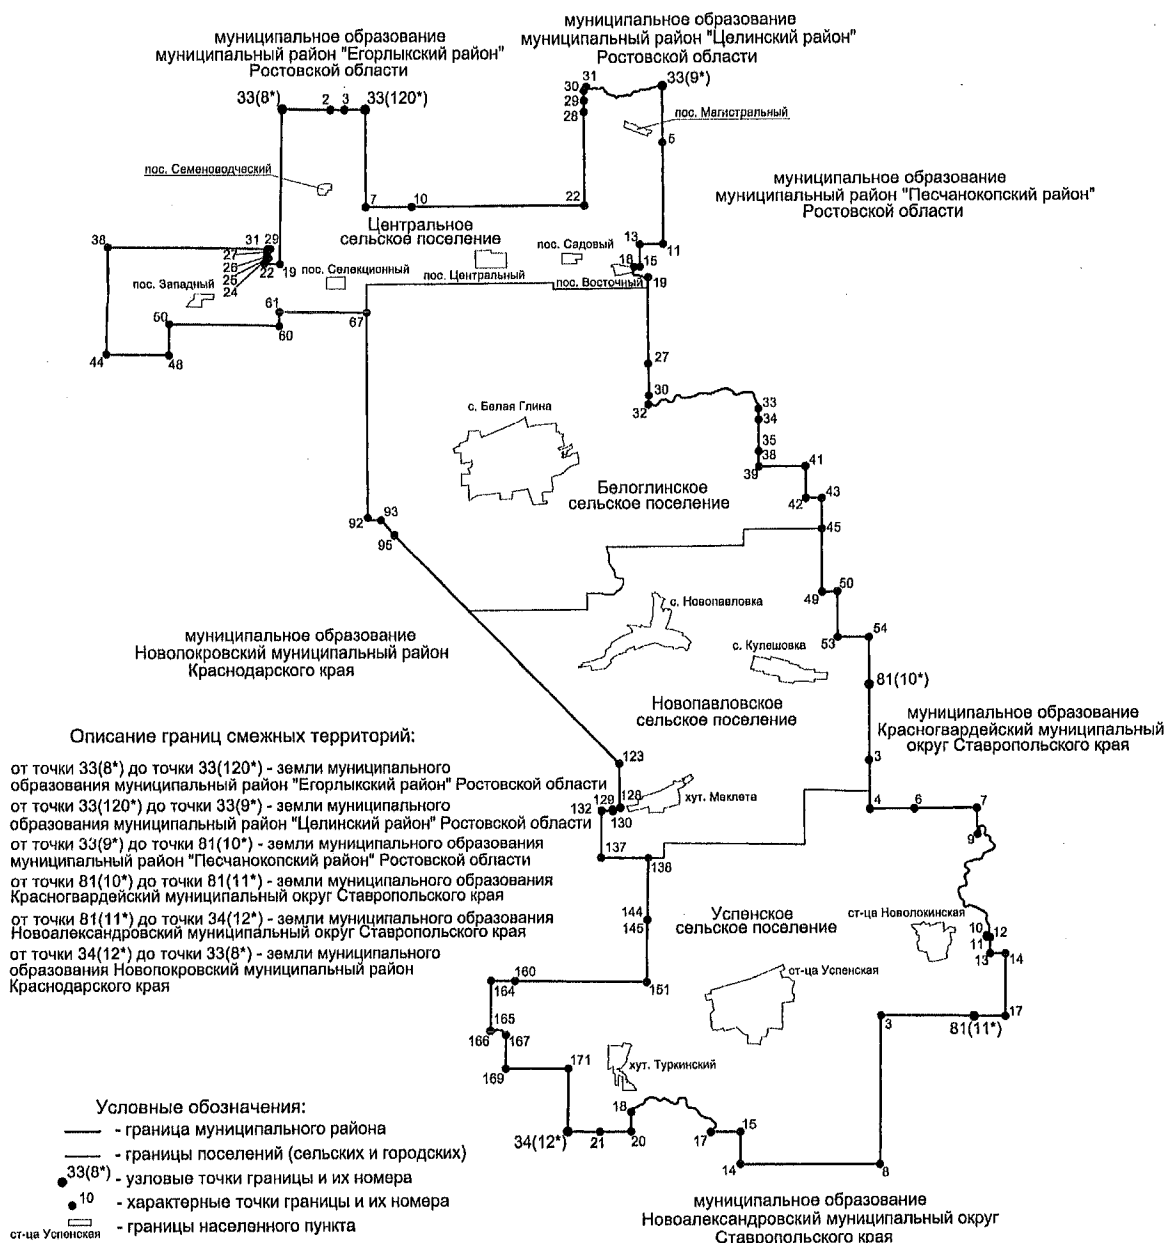 муниципальное образование
муниципальный район "Егорлыкский район"
Ростовской области
муниципальное образование
муниципальный район "Целинский район"
Ростовской области
33(8*)
2
3
33(120*)
31
30
29
28
33(9*)
пос. Магистральный
5
пос. Семеноводческий
муниципальное образование
муниципальный район "Песчанокопский район"
Ростовской области
7
10
22
Центральное
сельское поселение
38
31
29
27
26
25
24
22
19
пос. Садовый
13
11
18
15
пос. Селекционный
пос. Центральный
пос. Восточный
19
пос. Западный
61
60
67
50
44
48
27
30
32
с. Белая Глина
33
34
35
38
39
41
Белоглинское
сельское поселение
42
43
92
93
95
45
с. Новопавловка
49
50
муниципальное образование
Новопокровский муниципальный район
Краснодарского края
с. Кулешовка
53
54
81(10*)
Новопавловское
сельское поселение
муниципальное образование
Красногвардейский муниципальный
округ Ставропольского края
Описание границ смежных территорий:
от точки 33(8*) до точки 33(120*) - земли муниципального
образования муниципальный район "Егорлыкский район" Ростовской области
от точки 33(120*) до точки 33(9*) - земли муниципального
образования муниципальный район "Целинский район" Ростовской области
от точки 33(9*) до точки 81(10*) - земли муниципального образования
муниципальный район "Песчанокопский район" Ростовской области
от точки 81(10*) до точки 81(11*) - земли муниципального образования
Красногвардейский муниципальный округ Ставропольского края
от точки 81(11*) до точки 34(12*) - земли муниципального образования
Новоалександровский муниципальный округ Ставропольского края
от точки 34(12*) до точки 33(8*) - земли муниципального
образования Новопокровский муниципальный район
Краснодарского края
123
3
128
129
132
130
хут. Меклета
4
6
7
9
137
138
144
145
Успенское
сельское поселение
ст-ца Новолокинская
10
12
11
13
14
160
164
151
ст-ца Успенская
165
166
167
3
81(11*)
17
169
171
хут. Туркинский
18
34(12*)
21
20
17
15
14
8
Условные обозначения:
- граница муниципального района
- границы поселений (сельских и городских)
33(8*) - узловые точки границы и их номера
10 - характерные точки границы и их номера
ст-ца Успенская - границы населенного пункта
муниципальное образование
Новоалександровский муниципальный округ
Ставропольского края